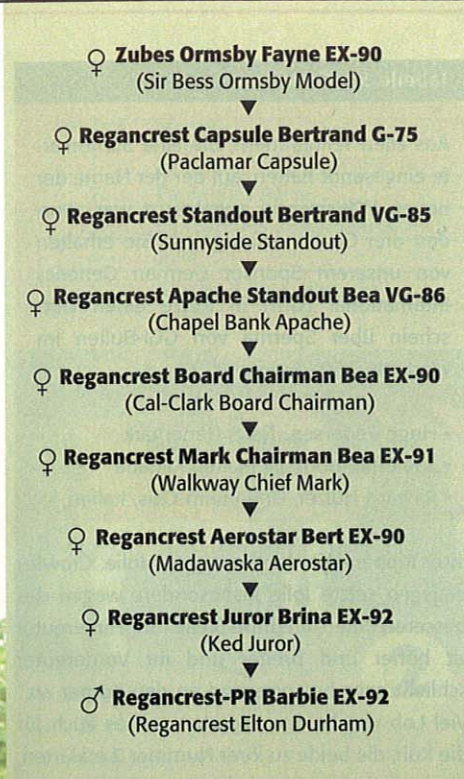 ♀ Zubes Ormsby Fayne EX-90
(Sir Bess Ormsby Model)
▼
♀ Regancrest Capsule Bertrand G-75
(Paclamar Capsule)
▼
♀ Regancrest Standout Bertrand VG-85
(Sunnyside Standout)
▼
♀ Regancrest Apache Standout Bea VG-86
(Chapel Bank Apache)
▼
♀ Regancrest Board Chairman Bea EX-90
(Cal-Clark Board Chairman)
▼
♀ Regancrest Mark Chairman Bea EX-91
(Walkway Chief Mark)
▼
♀ Regancrest Aerostar Bert EX-90
(Madawaska Aerostar)
▼
♀ Regancrest Juror Brina EX-92
(Ked Juror)
▼
♂ Regancrest-PR Barbie EX-92
(Regancrest Elton Durham)